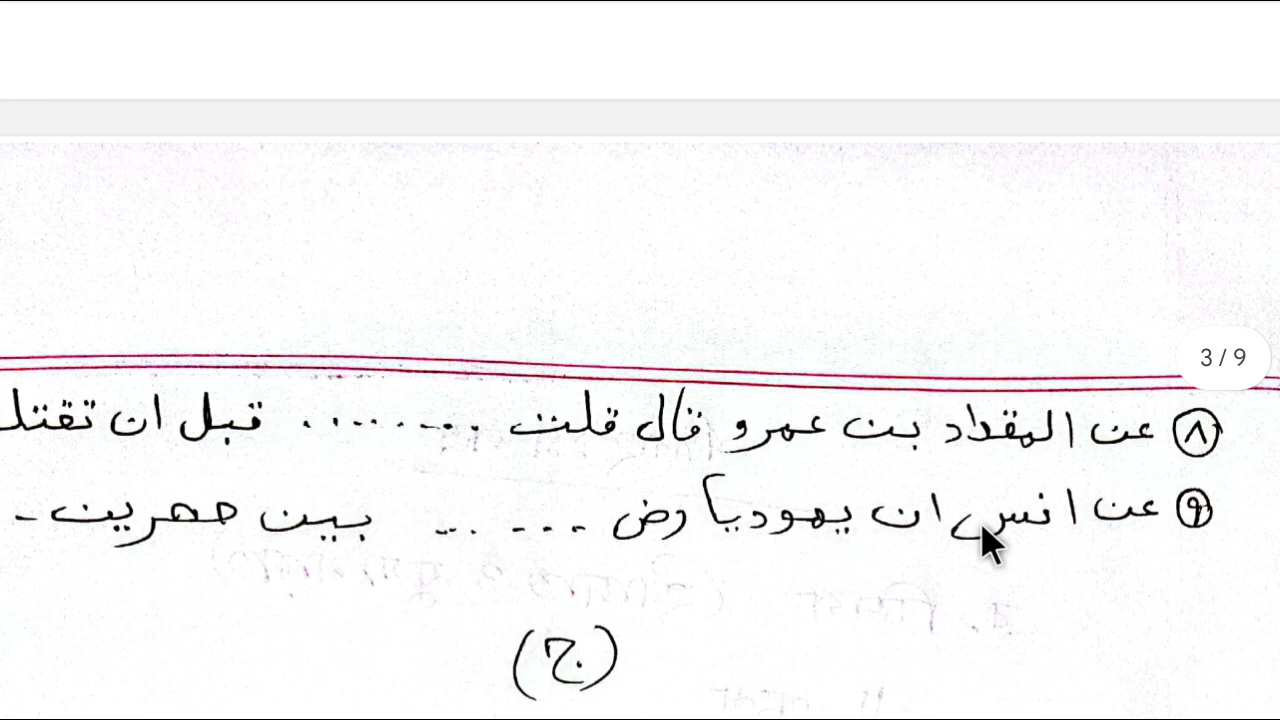 3 / 9
٨ عن المقداد بن عمرو قال قلت ......... قبل ان تقتل
٩ عن انس ان يهودياً رض ...... بين حجرين -
(ج)